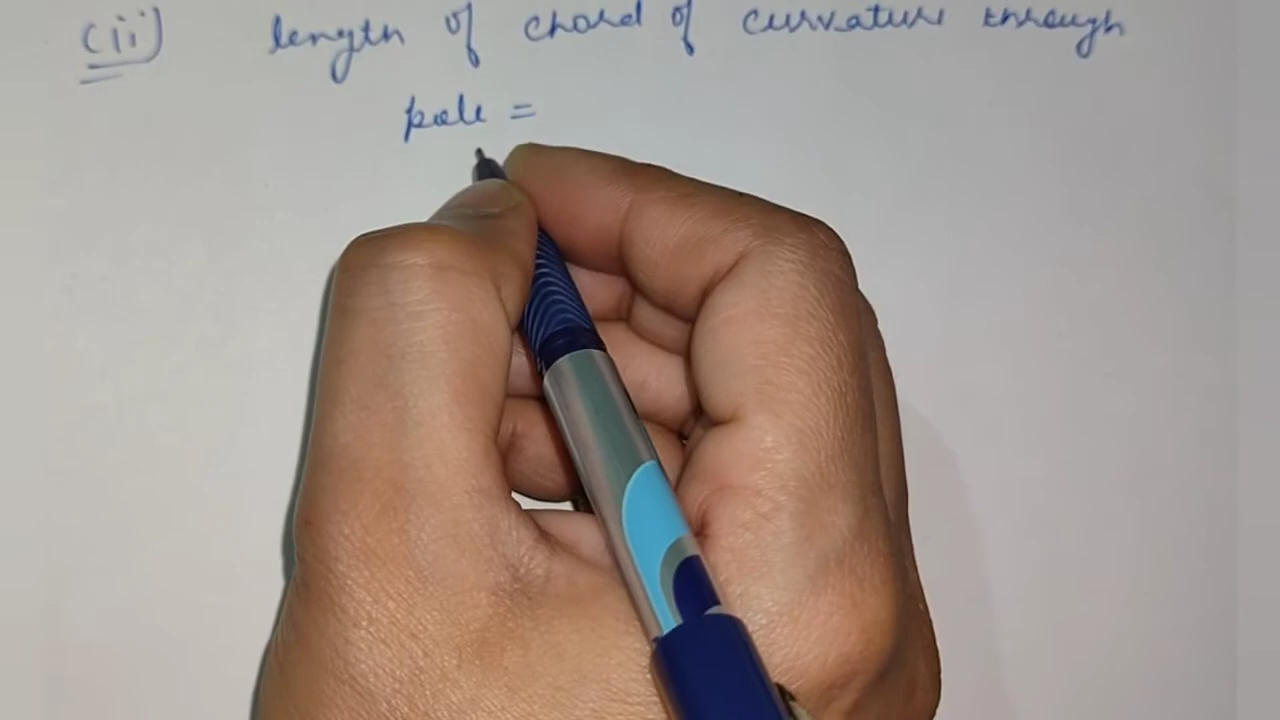 (ii) length of chord of curvature through
pole =